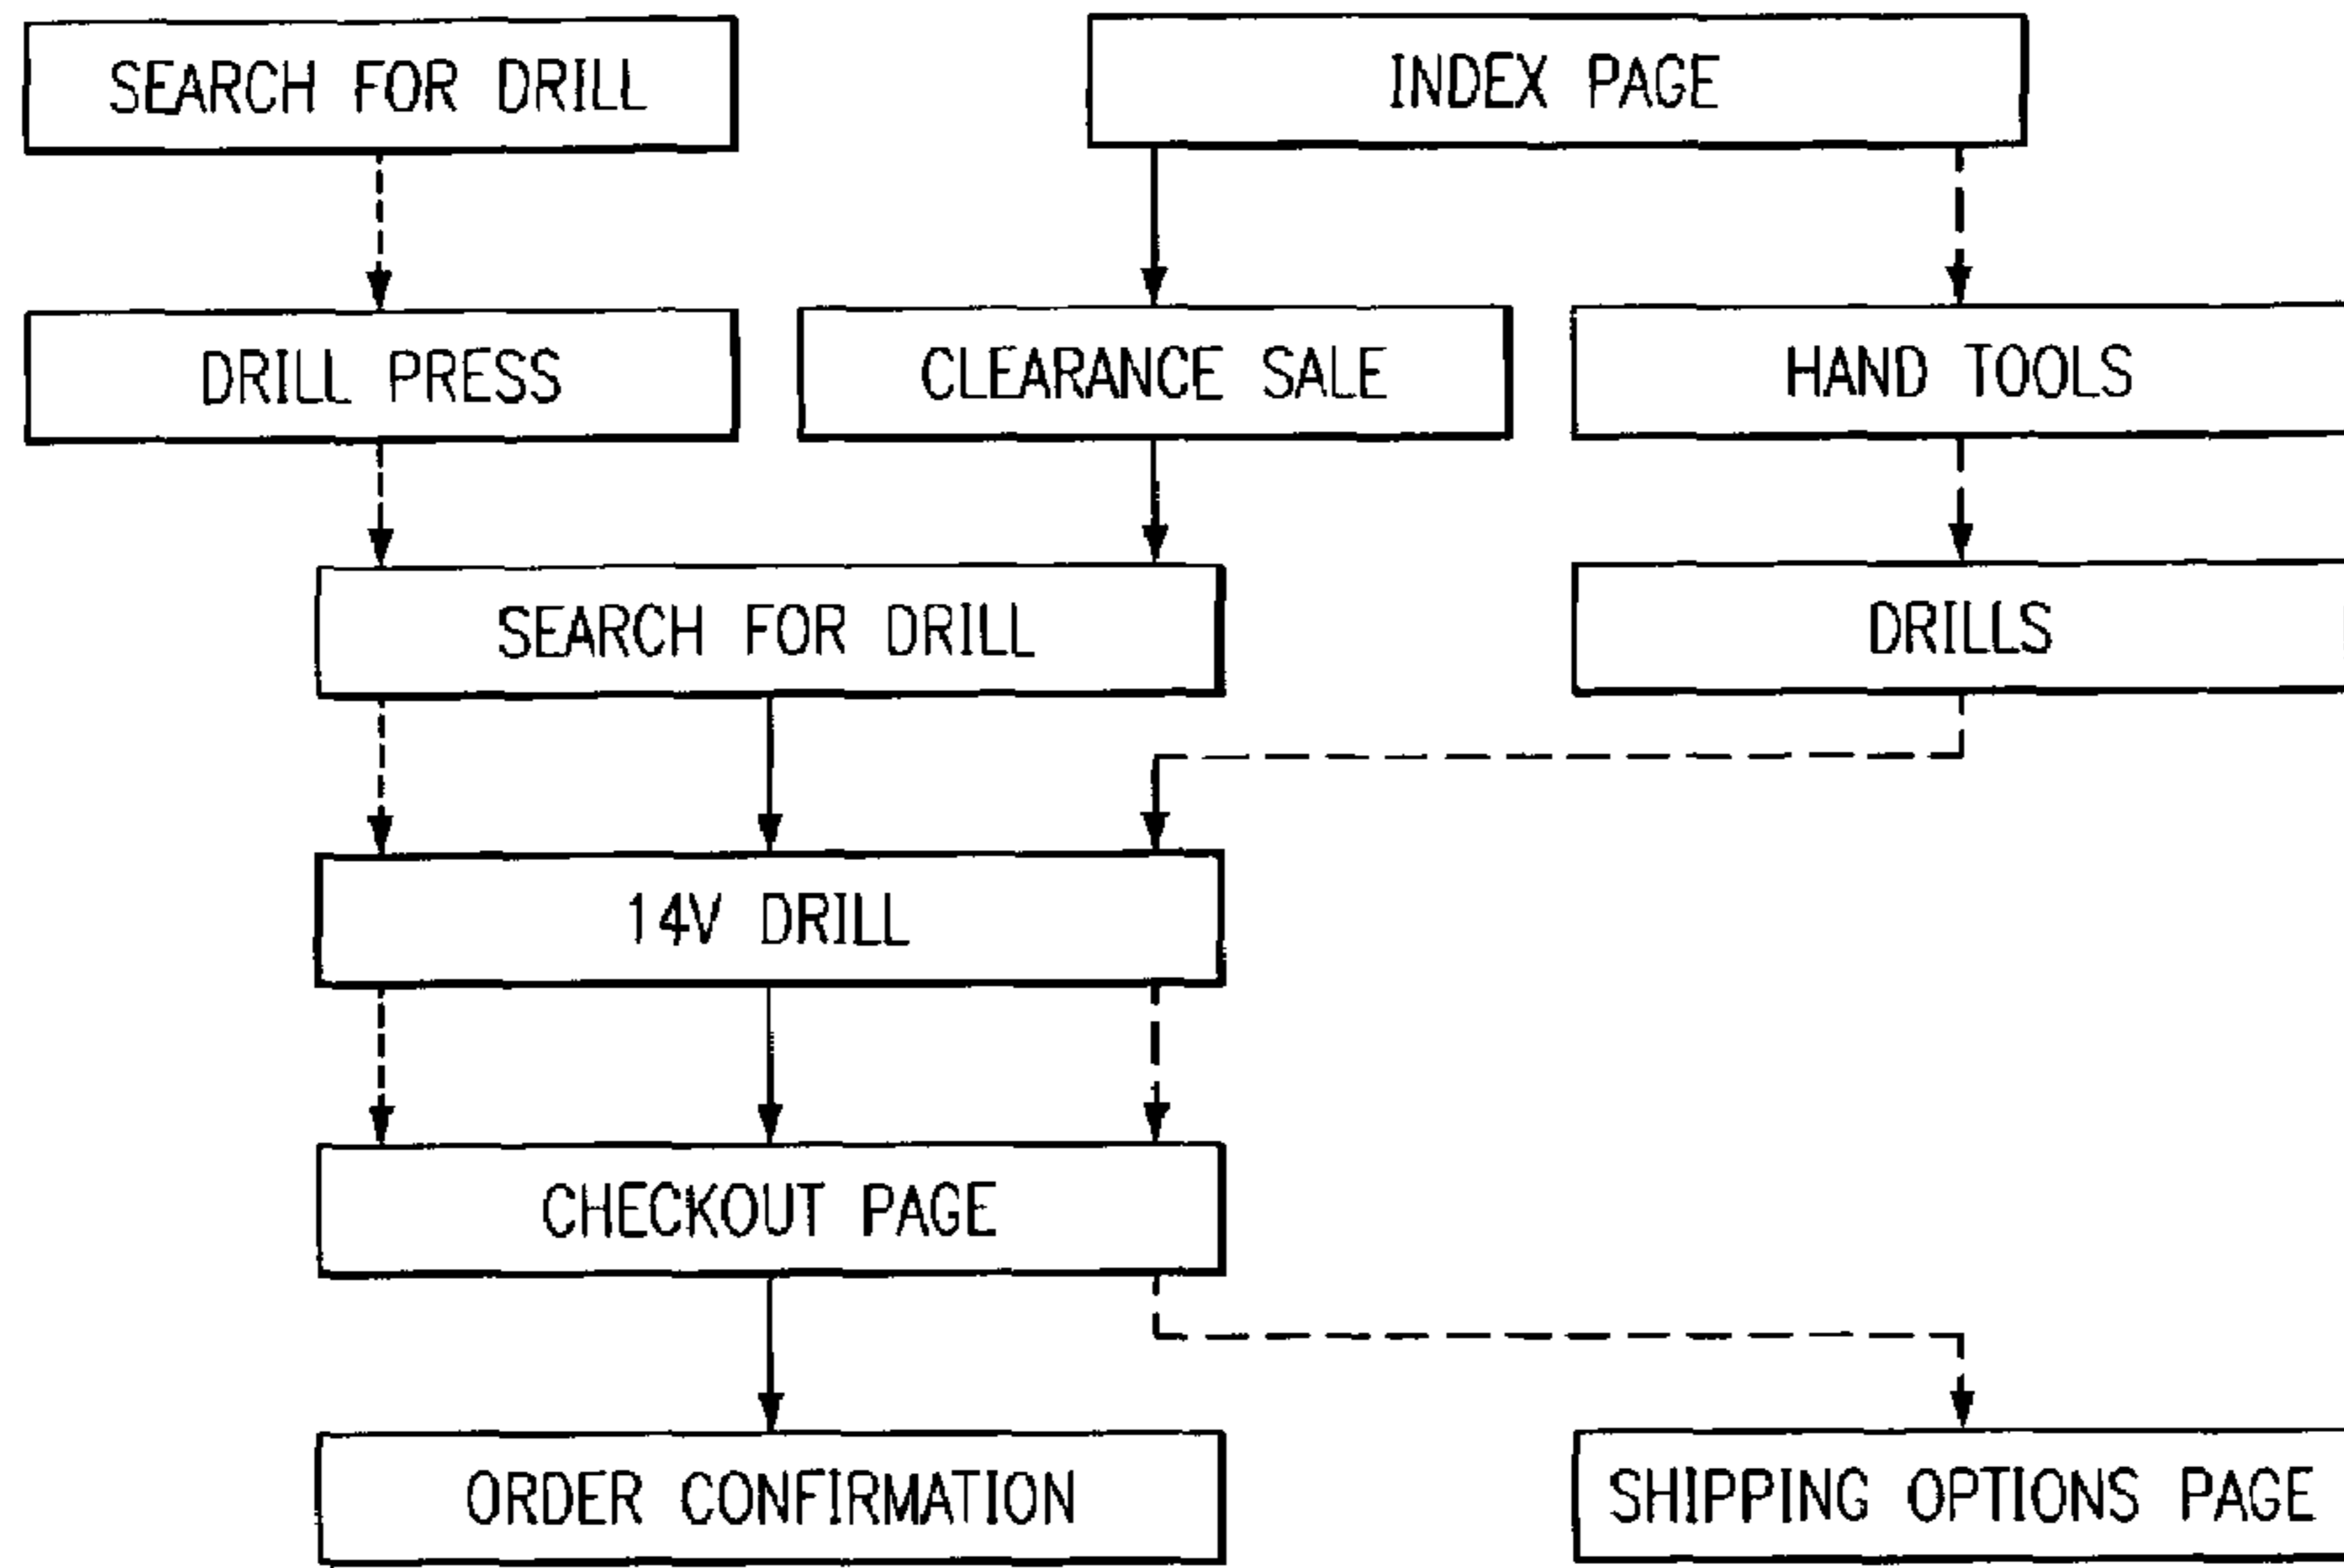 SEARCH FOR DRILL
INDEX PAGE
DRILL PRESS
CLEARANCE SALE
HAND TOOLS
SEARCH FOR DRILL
DRILLS
14V DRILL
CHECKOUT PAGE
ORDER CONFIRMATION
SHIPPING OPTIONS PAGE